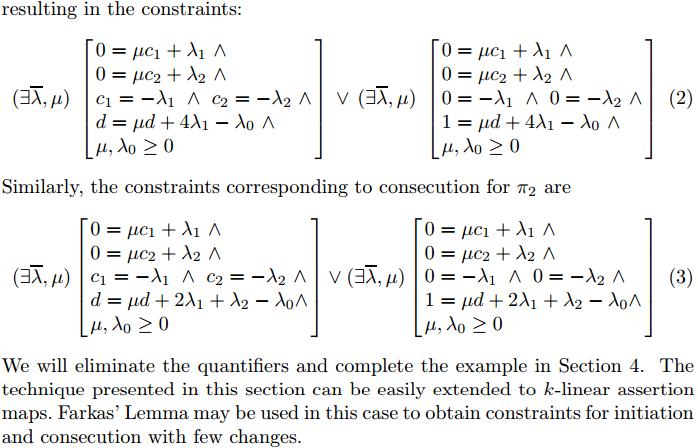 resulting in the constraints:
(∃λ̅, μ) [ 0 = μc₁ + λ₁ ∧ ∨ (∃λ̅, μ) [ 0 = μc₁ + λ₁ ∧
0 = μc₂ + λ₂ ∧ 0 = μc₂ + λ₂ ∧
c₁ = −λ₁ ∧ c₂ = −λ₂ ∧ 0 = −λ₁ ∧ 0 = −λ₂ ∧ (2)
d = μd + 4λ₁ − λ₀ ∧ 1 = μd + 4λ₁ − λ₀ ∧
μ, λ₀ ≥ 0 ] μ, λ₀ ≥ 0 ]
Similarly, the constraints corresponding to consecution for π₂ are
(∃λ̅, μ) [ 0 = μc₁ + λ₁ ∧ ∨ (∃λ̅, μ) [ 0 = μc₁ + λ₁ ∧
0 = μc₂ + λ₂ ∧ 0 = μc₂ + λ₂ ∧
c₁ = −λ₁ ∧ c₂ = −λ₂ ∧ 0 = −λ₁ ∧ 0 = −λ₂ ∧ (3)
d = μd + 2λ₁ + λ₂ − λ₀∧ 1 = μd + 2λ₁ + λ₂ − λ₀∧
μ, λ₀ ≥ 0 ] μ, λ₀ ≥ 0 ]
We will eliminate the quantifiers and complete the example in Section 4. The
technique presented in this section can be easily extended to k-linear assertion
maps. Farkas' Lemma may be used in this case to obtain constraints for initiation
and consecution with few changes.